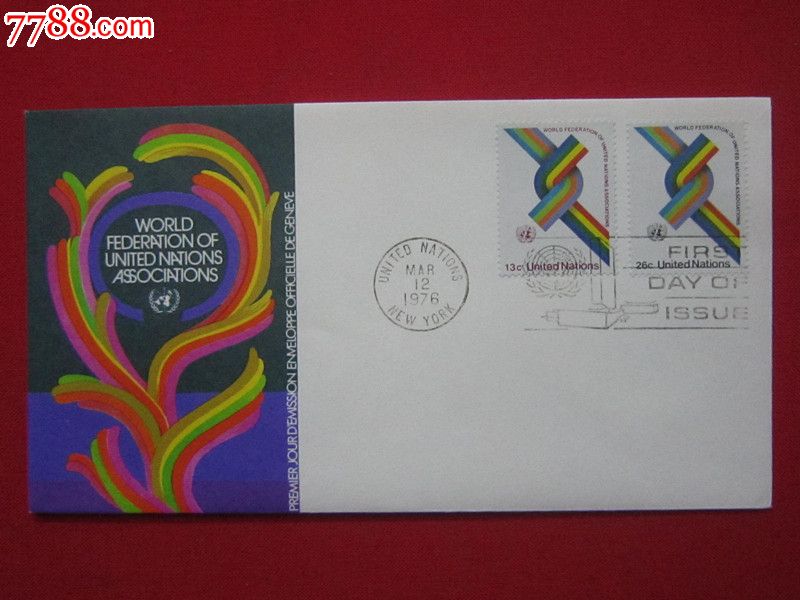 7788.com
WORLD
FEDERATION OF
UNITED NATIONS
ASSOCIATIONS
PREMIER JOUR D'EMISSION ENVELOPPE OFFICIELLE DE GENEVE
UNITED NATIONS
MAR
12
1976
NEW YORK
WORLD FEDERATION OF UNITED NATIONS ASSOCIATIONS
13c United Nations
WORLD FEDERATION OF UNITED NATIONS ASSOCIATIONS
26c United Nations
FIRS
DAY OF
ISSUE